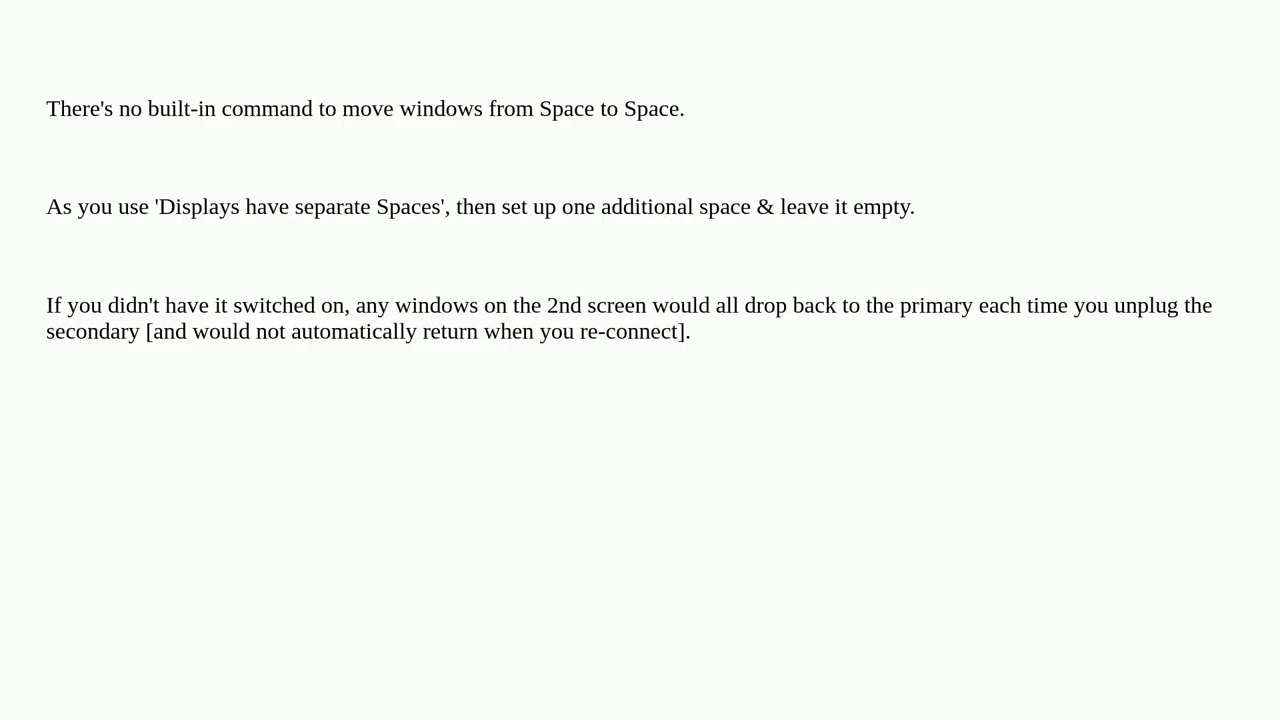 There's no built-in command to move windows from Space to Space.
As you use 'Displays have separate Spaces', then set up one additional space & leave it empty.
If you didn't have it switched on, any windows on the 2nd screen would all drop back to the primary each time you unplug the
secondary [and would not automatically return when you re-connect].